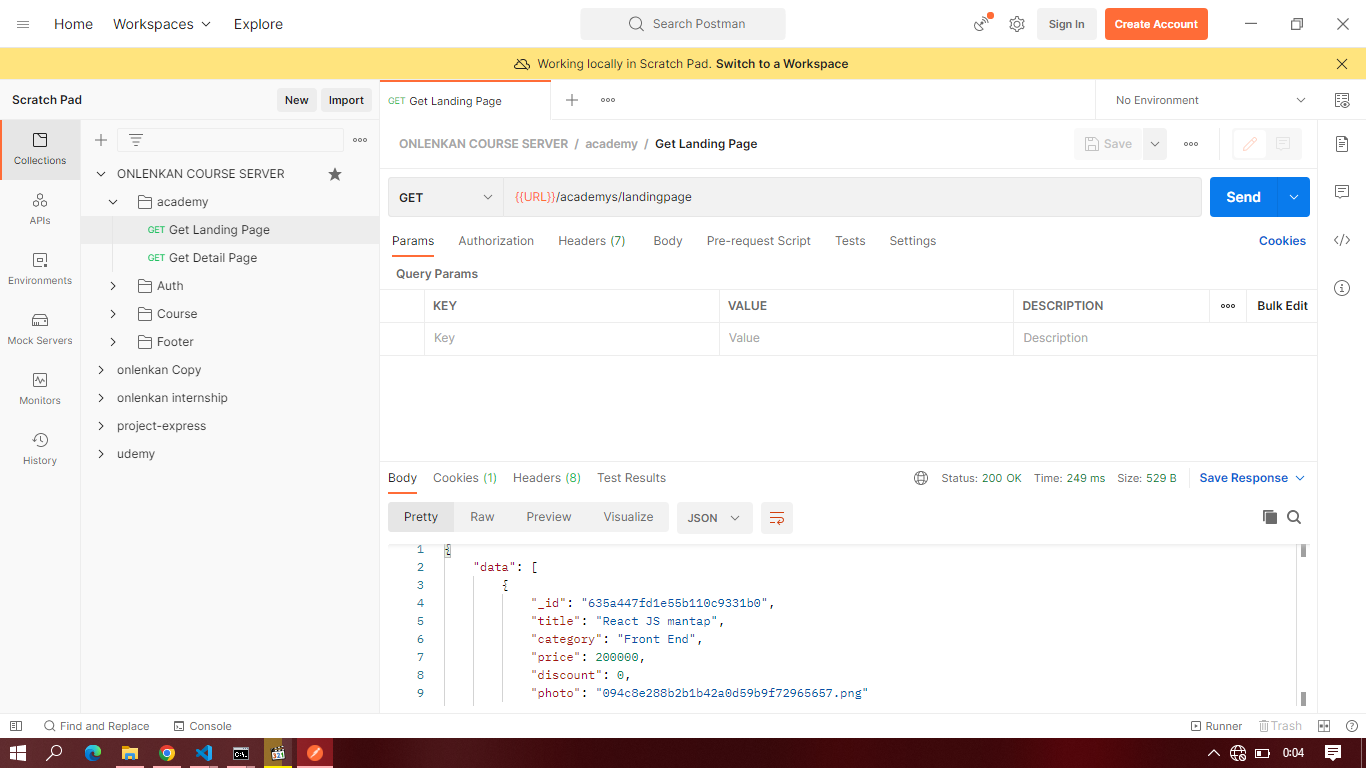 Home Workspaces Explore Search Postman Sign In Create Account
Working locally in Scratch Pad. Switch to a Workspace
Scratch Pad New Import GET Get Landing Page No Environment
Collections
APIs
Environments
Mock Servers
Monitors
History
ONLENKAN COURSE SERVER
academy
GET Get Landing Page
GET Get Detail Page
Auth
Course
Footer
onlenkan Copy
onlenkan internship
project-express
udemy
ONLENKAN COURSE SERVER / academy / Get Landing Page Save
GET {{URL}}/academys/landingpage Send
Params Authorization Headers (7) Body Pre-request Script Tests Settings Cookies
Query Params
KEY VALUE DESCRIPTION Bulk Edit
Key Value Description
Body Cookies (1) Headers (8) Test Results Status: 200 OK Time: 249 ms Size: 529 B Save Response
Pretty Raw Preview Visualize JSON
1 {
2 "data": [
3 {
4 "_id": "635a447fd1e55b110c9331b0",
5 "title": "React JS mantap",
6 "category": "Front End",
7 "price": 200000,
8 "discount": 0,
9 "photo": "094c8e288b2b1b42a0d59b9f72965657.png"
Find and Replace Console Runner Trash
0:04